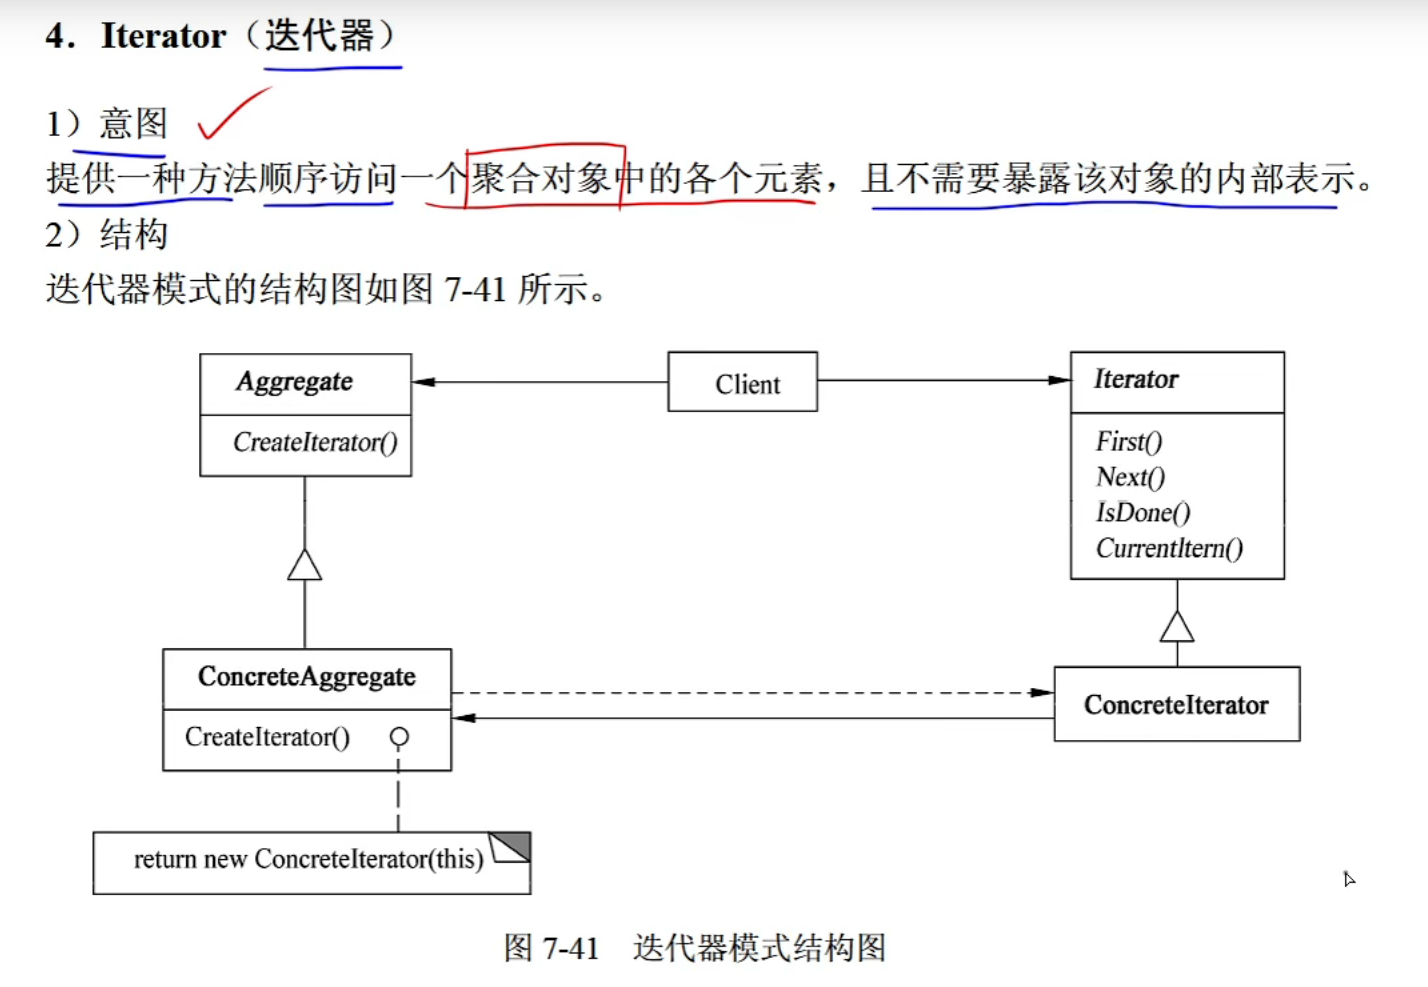 4. Iterator（迭代器）
1）意图
提供一种方法顺序访问一个聚合对象中的各个元素，且不需要暴露该对象的内部表示。
2）结构
迭代器模式的结构图如图 7-41 所示。
Aggregate
CreateIterator()
Client
Iterator
First()
Next()
IsDone()
CurrentItern()
ConcreteAggregate
CreateIterator()
ConcreteIterator
return new ConcreteIterator(this)
图 7-41 迭代器模式结构图